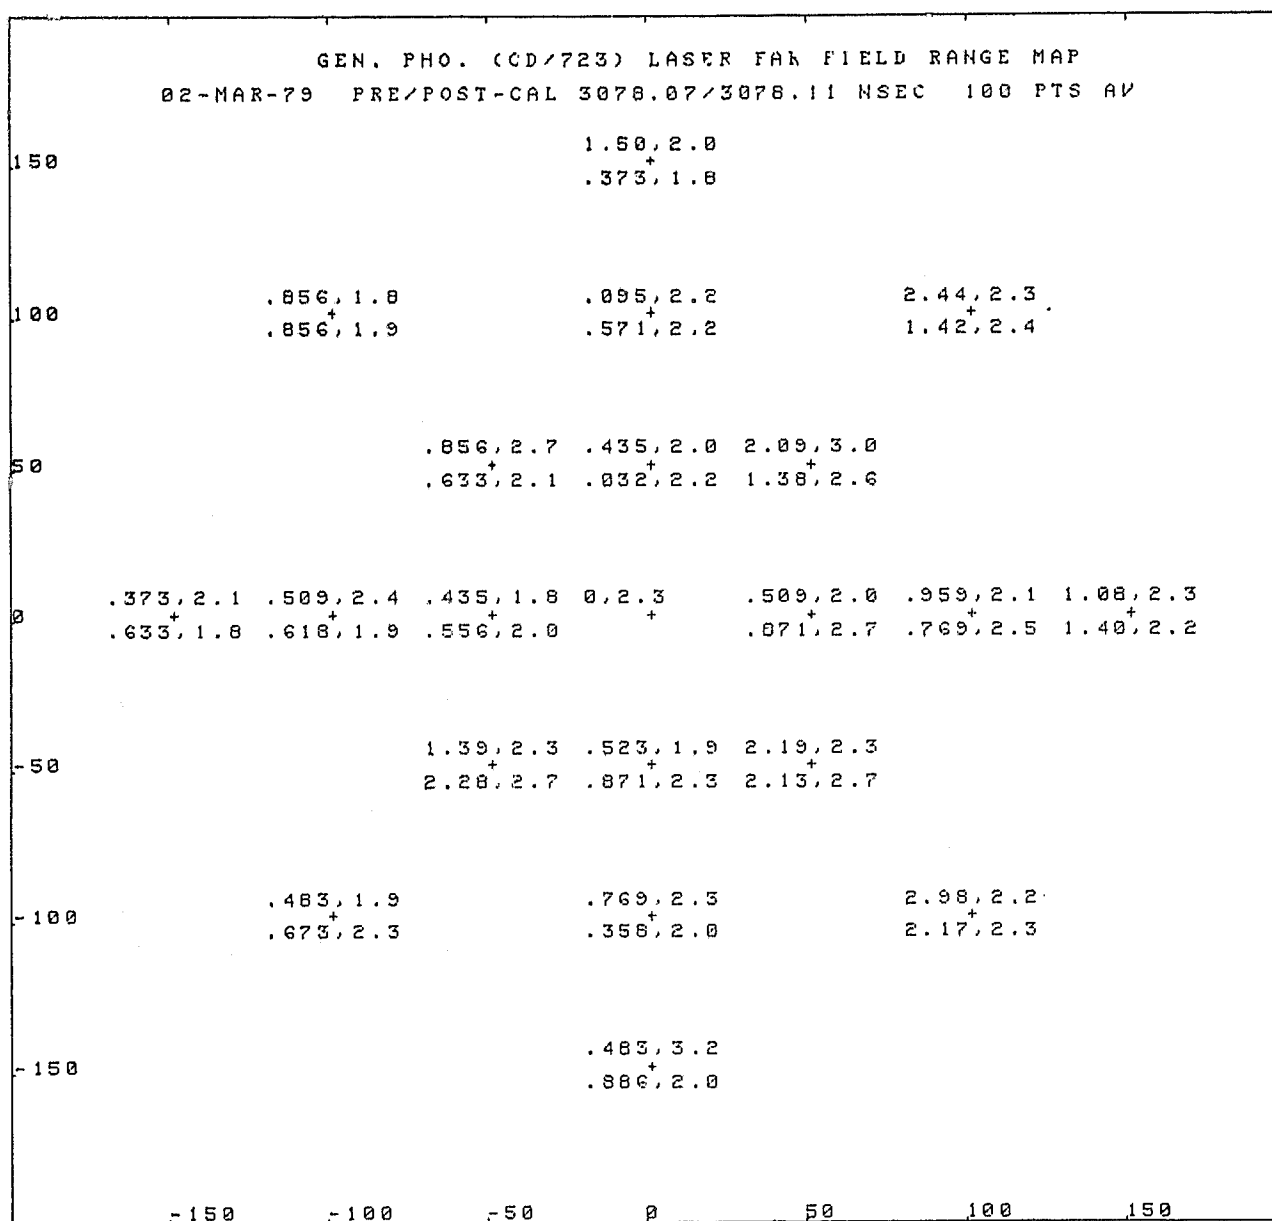 GEN. PHO. (CD/723) LASER FAR FIELD RANGE MAP
02-MAR-79 PRE/POST-CAL 3078.07/3078.11 NSEC 100 PTS AV
1.50, 2.0
150
.373, 1.8
.856, 1.8 .095, 2.2 2.44, 2.3
100
.856, 1.9 .571, 2.2 1.42, 2.4
.856, 2.7 .435, 2.0 2.09, 3.0
50
.633, 2.1 .032, 2.2 1.38, 2.6
.373, 2.1 .509, 2.4 .435, 1.8 0, 2.3 .509, 2.0 .959, 2.1 1.08, 2.3
0
.633, 1.8 .618, 1.9 .556, 2.0 .871, 2.7 .769, 2.5 1.40, 2.2
1.39, 2.3 .523, 1.9 2.19, 2.3
-50
2.28, 2.7 .871, 2.3 2.13, 2.7
.483, 1.9 .769, 2.3 2.98, 2.2
-100
.673, 2.3 .358, 2.0 2.17, 2.3
.483, 3.2
-150
.886, 2.0
-150 -100 -50 0 50 100 150